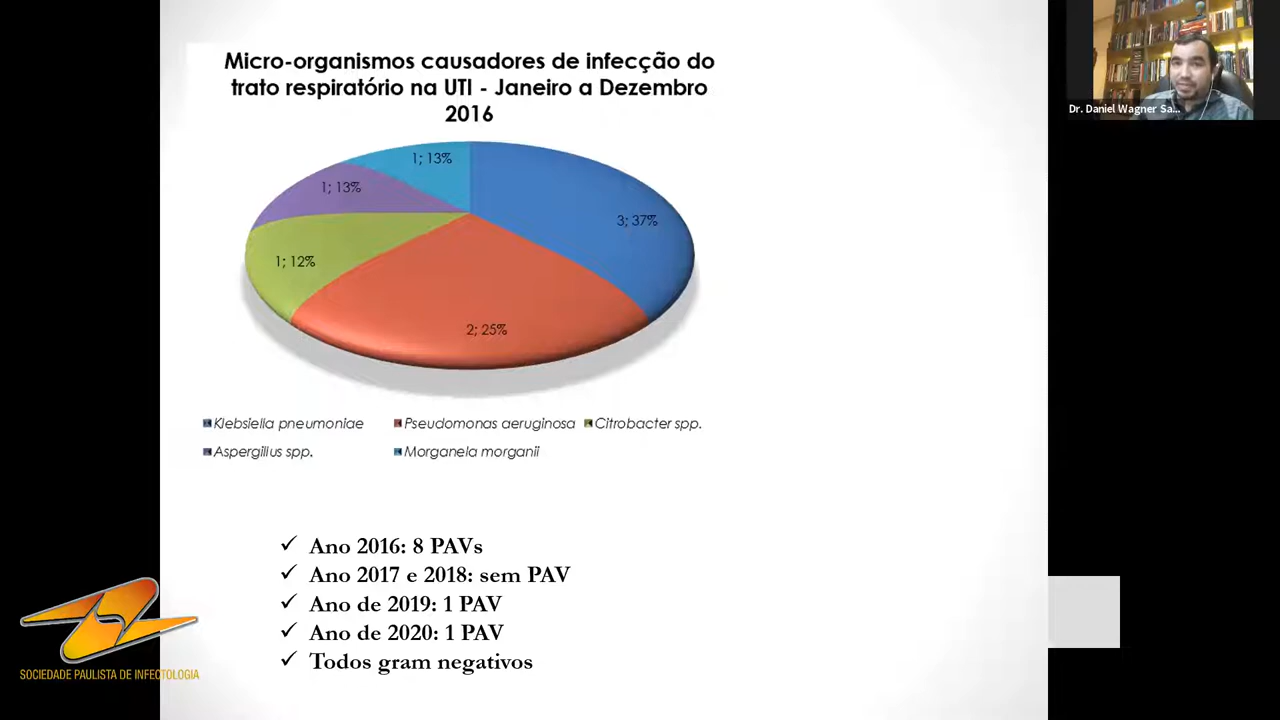 Micro-organismos causadores de infecção do
trato respiratório na UTI - Janeiro a Dezembro
2016
1; 13%
1; 13%
3; 37%
1; 12%
2; 25%
Klebsiella pneumoniae Pseudomonas aeruginosa Citrobacter spp.
Aspergillus spp. Morganela morganii
✓ Ano 2016: 8 PAVs
✓ Ano 2017 e 2018: sem PAV
✓ Ano de 2019: 1 PAV
✓ Ano de 2020: 1 PAV
✓ Todos gram negativos
SOCIEDADE PAULISTA DE INFECTOLOGIA
Dr. Daniel Wagner Sa...